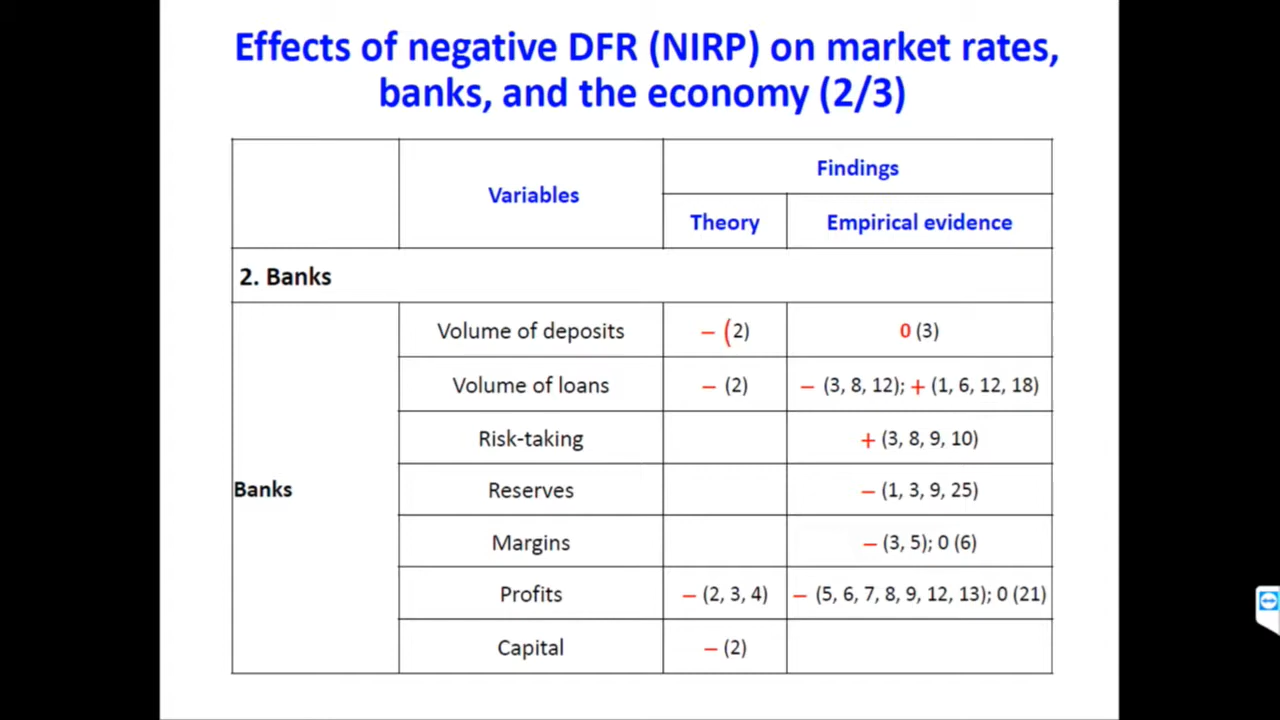 Effects of negative DFR (NIRP) on market rates,
banks, and the economy (2/3)
Variables
Findings
Theory
Empirical evidence
2. Banks
Banks
Volume of deposits
− (2)
0 (3)
Volume of loans
− (2)
− (3, 8, 12); + (1, 6, 12, 18)
Risk-taking
+ (3, 8, 9, 10)
Reserves
− (1, 3, 9, 25)
Margins
− (3, 5); 0 (6)
Profits
− (2, 3, 4)
− (5, 6, 7, 8, 9, 12, 13); 0 (21)
Capital
− (2)